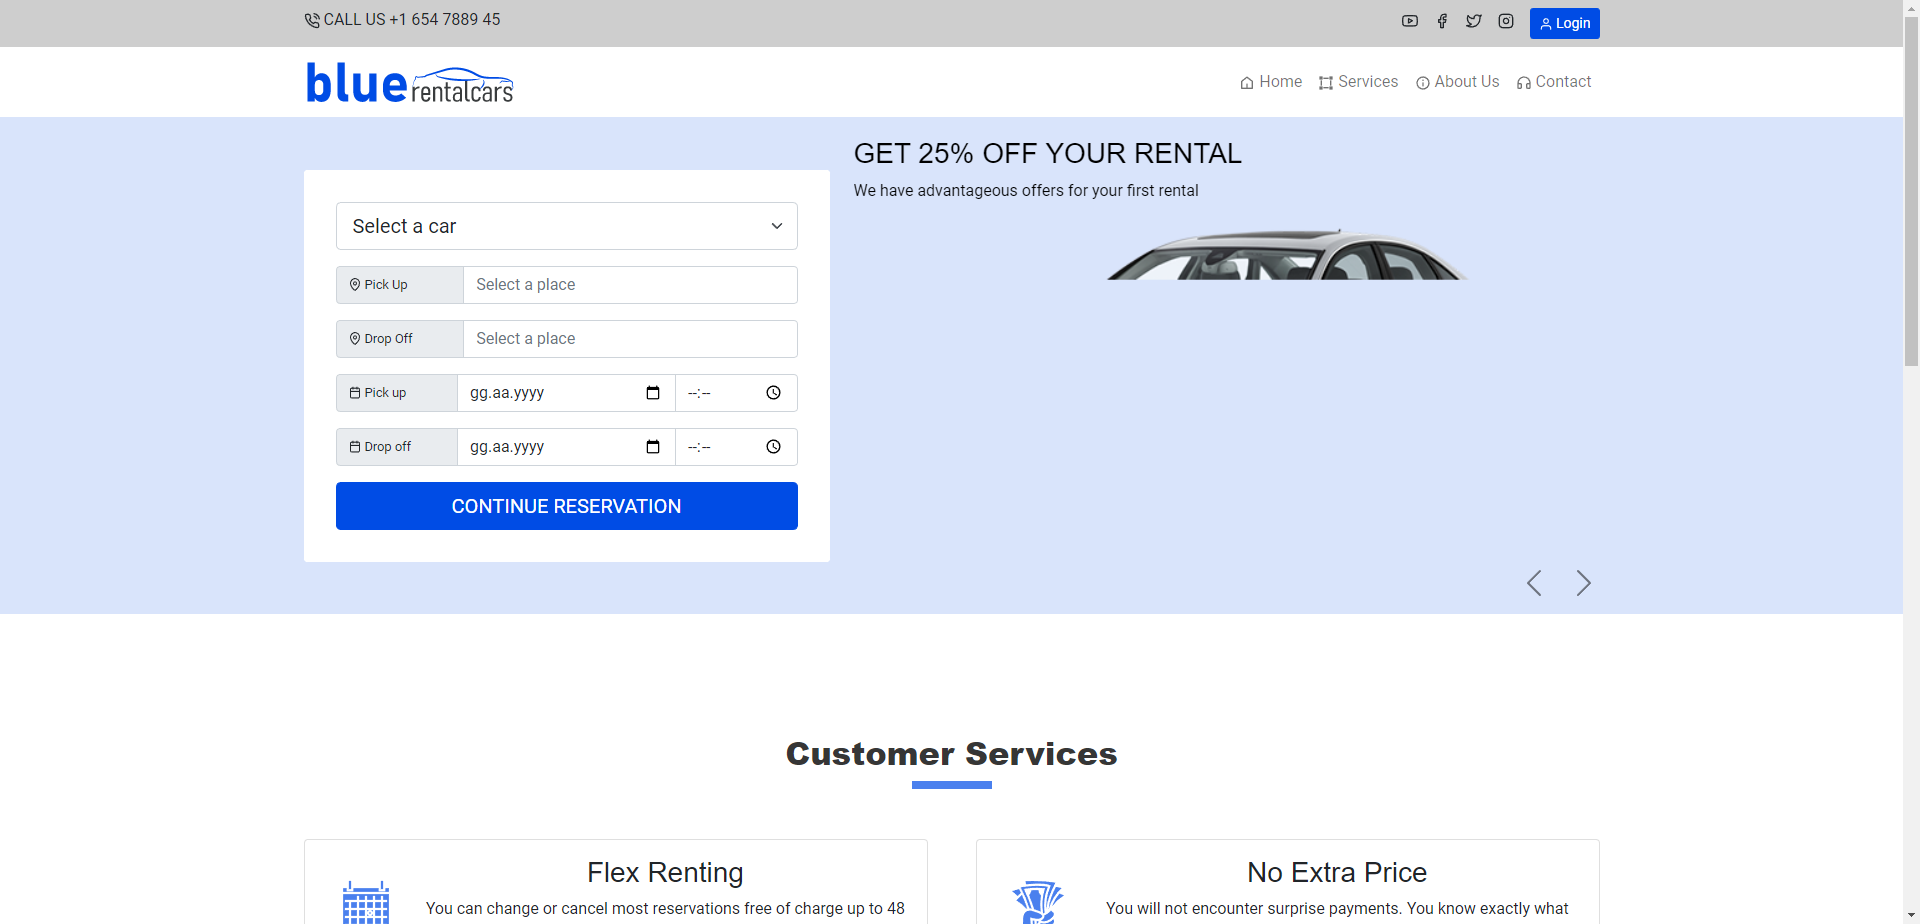 CALL US +1 654 7889 45
Login
blue rentalcars
Home
Services
About Us
Contact
GET 25% OFF YOUR RENTAL
We have advantageous offers for your first rental
Select a car
Pick Up
Select a place
Drop Off
Select a place
Pick up
gg.aa.yyyy
--:--
Drop off
gg.aa.yyyy
--:--
CONTINUE RESERVATION
Customer Services
Flex Renting
You can change or cancel most reservations free of charge up to 48
No Extra Price
You will not encounter surprise payments. You know exactly what